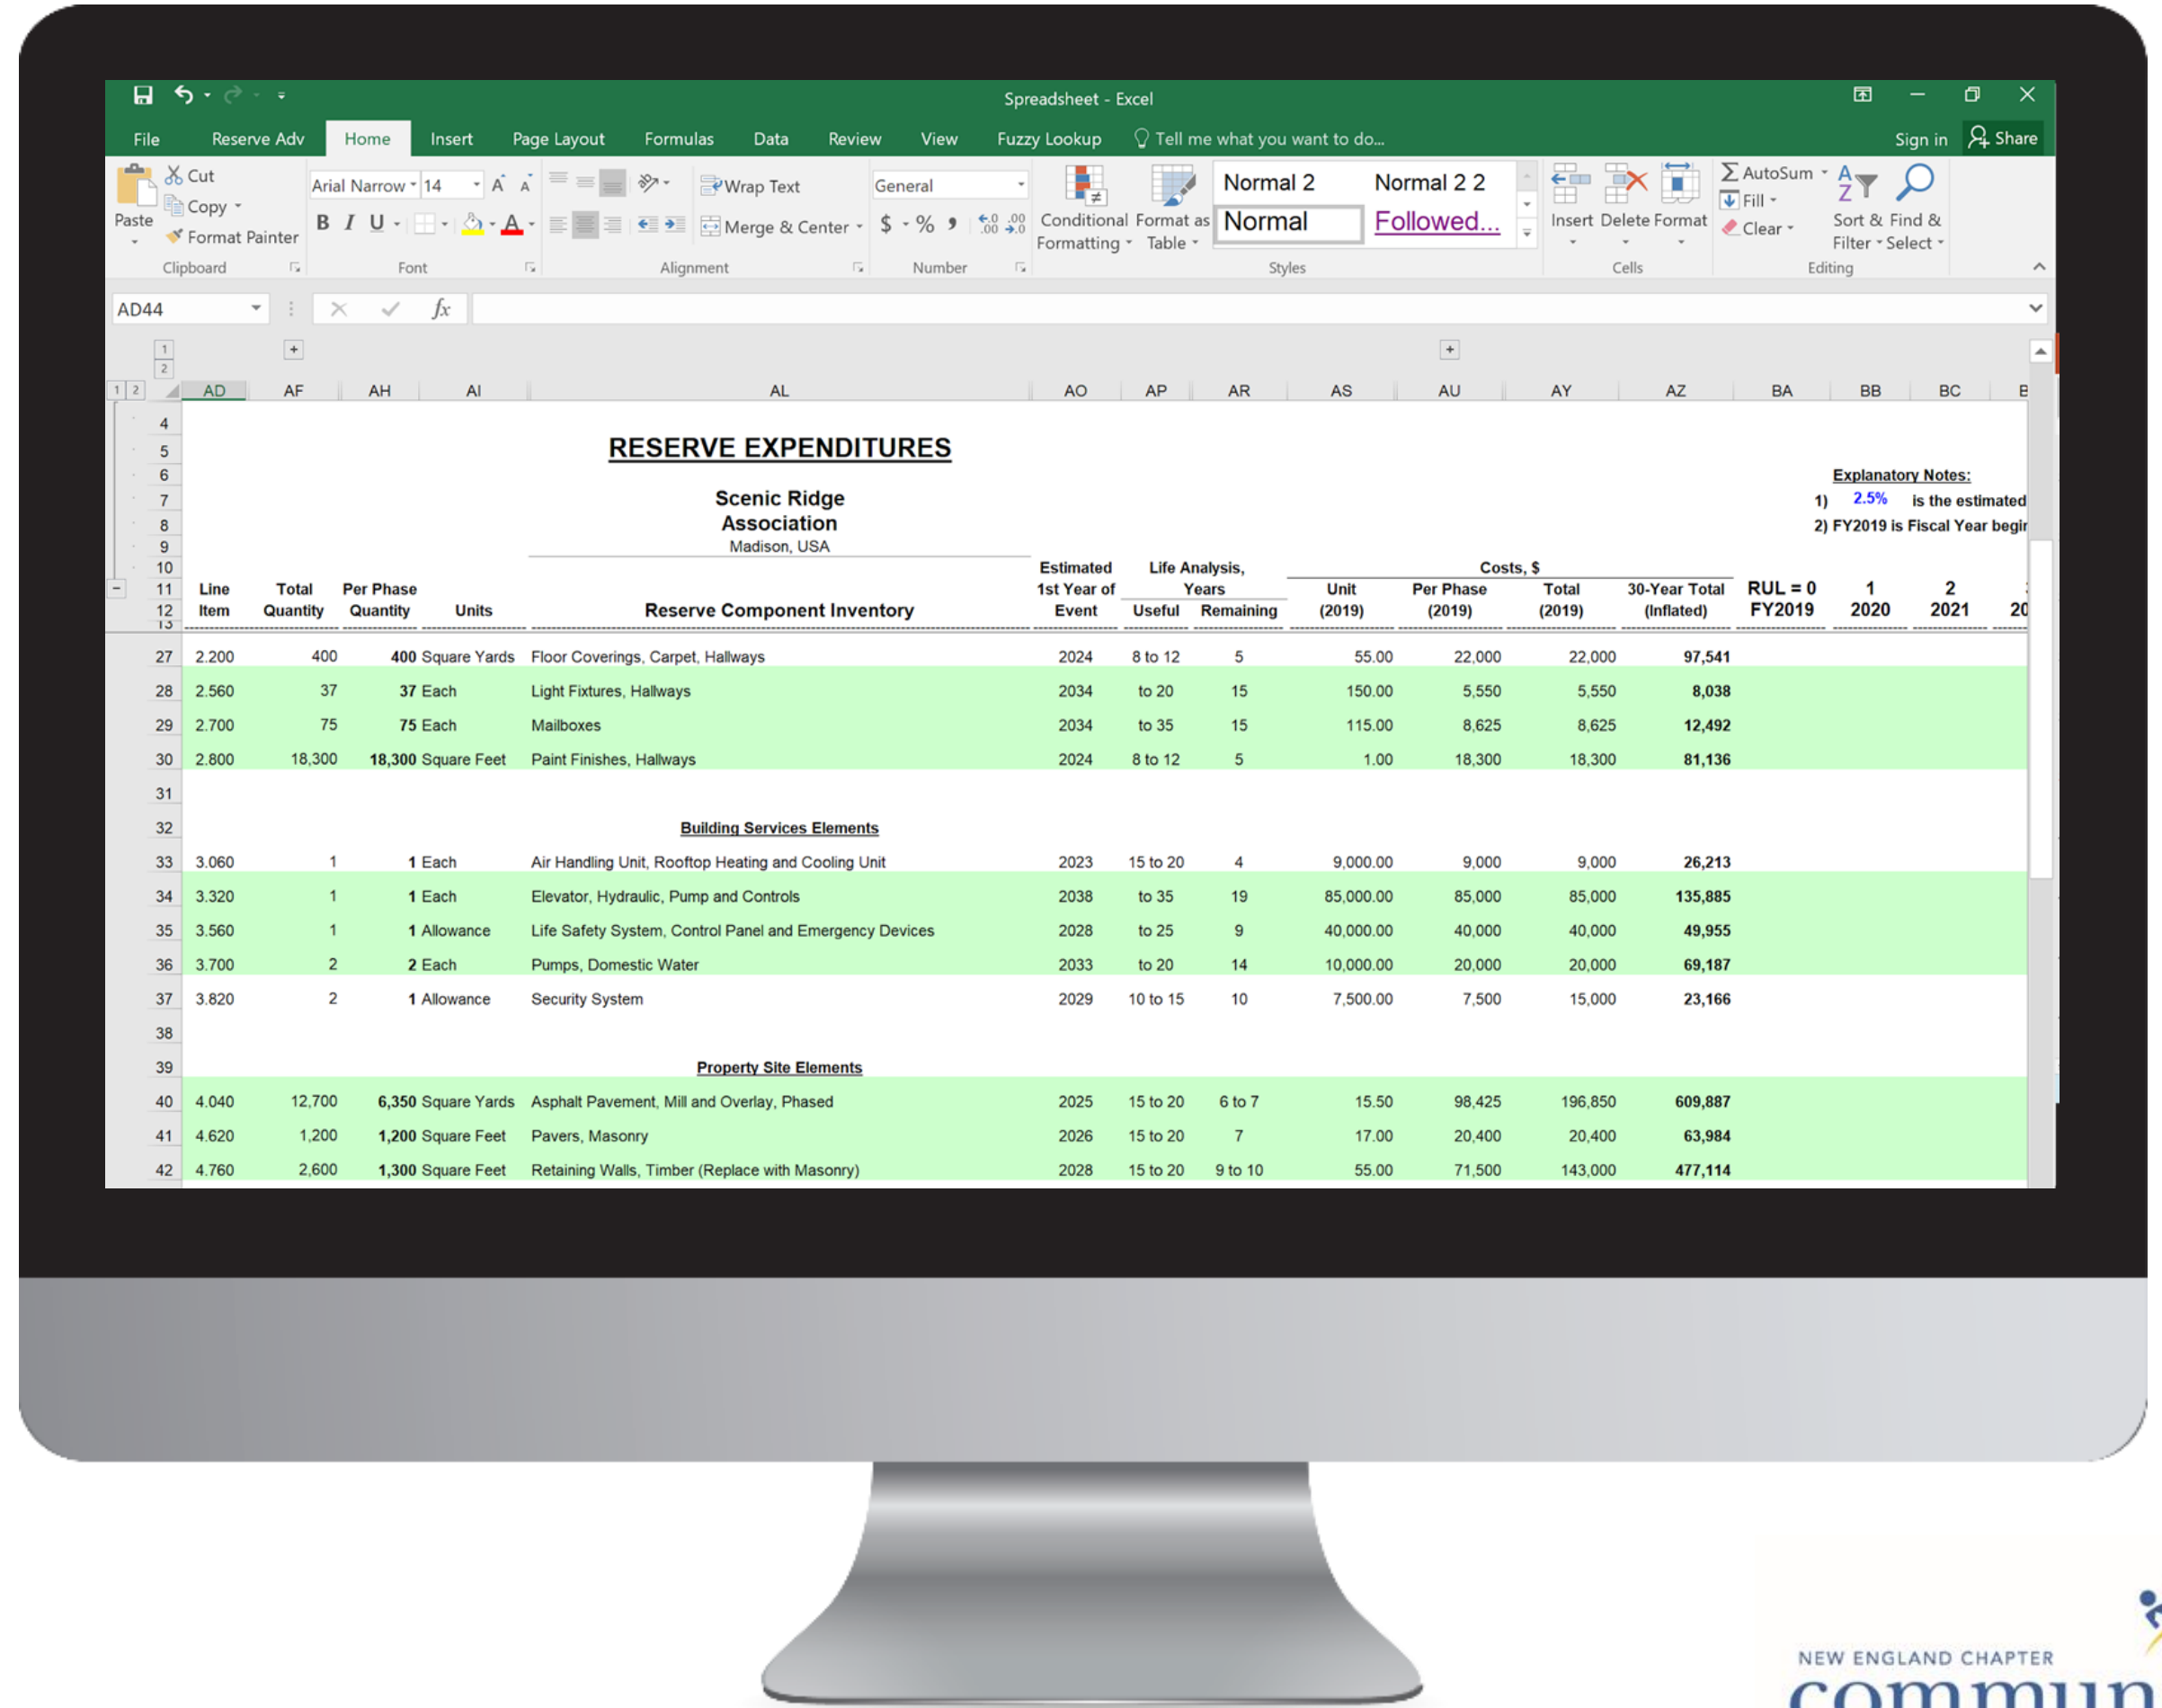 Spreadsheet - Excel
File Reserve Adv Home Insert Page Layout Formulas Data Review View Fuzzy Lookup Tell me what you want to do... Sign in Share
Paste Cut Copy Format Painter Clipboard
Arial Narrow 14 B I U Font
Wrap Text Merge & Center Alignment
General $ % Number
Conditional Formatting Format as Table Normal 2 Normal 2 2 Normal Followed... Styles
Insert Delete Format Cells
AutoSum Fill Clear Sort & Filter Find & Select Editing
AD44 fx
1
2
1 2 AD AF AH AI AL AO AP AR AS AU AY AZ BA BB BC
4
5 RESERVE EXPENDITURES
6 Explanatory Notes:
7 Scenic Ridge 1) 2.5% is the estimated
8 Association 2) FY2019 is Fiscal Year begin
9 Madison, USA
10 Estimated Life Analysis, Costs, $
11 Line Total Per Phase 1st Year of Years Unit Per Phase Total 30-Year Total RUL = 0 1 2
12 Item Quantity Quantity Units Reserve Component Inventory Event Useful Remaining (2019) (2019) (2019) (Inflated) FY2019 2020 2021 20
13
27 2.200 400 400 Square Yards Floor Coverings, Carpet, Hallways 2024 8 to 12 5 55.00 22,000 22,000 97,541
28 2.560 37 37 Each Light Fixtures, Hallways 2034 to 20 15 150.00 5,550 5,550 8,038
29 2.700 75 75 Each Mailboxes 2034 to 35 15 115.00 8,625 8,625 12,492
30 2.800 18,300 18,300 Square Feet Paint Finishes, Hallways 2024 8 to 12 5 1.00 18,300 18,300 81,136
31
32 Building Services Elements
33 3.060 1 1 Each Air Handling Unit, Rooftop Heating and Cooling Unit 2023 15 to 20 4 9,000.00 9,000 9,000 26,213
34 3.320 1 1 Each Elevator, Hydraulic, Pump and Controls 2038 to 35 19 85,000.00 85,000 85,000 135,885
35 3.560 1 1 Allowance Life Safety System, Control Panel and Emergency Devices 2028 to 25 9 40,000.00 40,000 40,000 49,955
36 3.700 2 2 Each Pumps, Domestic Water 2033 to 20 14 10,000.00 20,000 20,000 69,187
37 3.820 2 1 Allowance Security System 2029 10 to 15 10 7,500.00 7,500 15,000 23,166
38
39 Property Site Elements
40 4.040 12,700 6,350 Square Yards Asphalt Pavement, Mill and Overlay, Phased 2025 15 to 20 6 to 7 15.50 98,425 196,850 609,887
41 4.620 1,200 1,200 Square Feet Pavers, Masonry 2026 15 to 20 7 17.00 20,400 20,400 63,984
42 4.760 2,600 1,300 Square Feet Retaining Walls, Timber (Replace with Masonry) 2028 15 to 20 9 to 10 55.00 71,500 143,000 477,114
NEW ENGLAND CHAPTER
commun